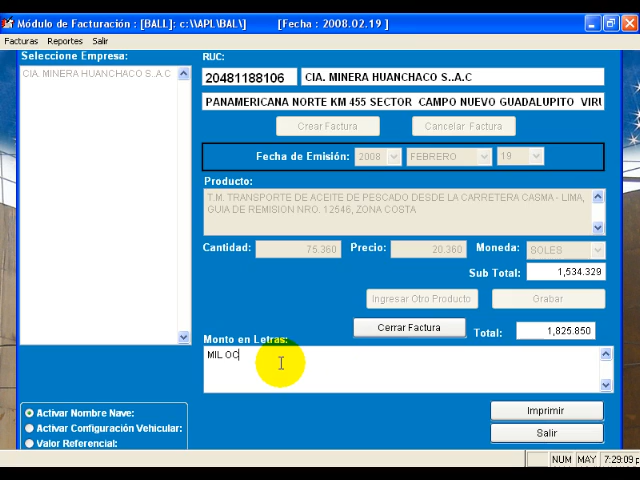 Módulo de Facturación : [BALL]: c:\\APL\BAL\] [Fecha : 2008.02.19 ]
Facturas Reportes Salir
Seleccione Empresa:
CIA. MINERA HUANCHACO S..A.C
RUC:
20481188106 CIA. MINERA HUANCHACO S..A.C
PANAMERICANA NORTE KM 455 SECTOR CAMPO NUEVO GUADALUPITO VIRU
Crear Factura Cancelar Factura
Fecha de Emisión: 2008 FEBRERO 19
Producto:
T.M. TRANSPORTE DE ACEITE DE PESCADO DESDE LA CARRETERA CASMA - LIMA,
GUIA DE REMISION NRO. 12546, ZONA COSTA
Cantidad: 75.360 Precio: 20.360 Moneda: SOLES
Sub Total: 1,534.329
Ingresar Otro Producto Grabar
Cerrar Factura Total: 1,825.850
Monto en Letras:
MIL OC
Activar Nombre Nave:
Activar Configuración Vehicular:
Valor Referencial:
Imprimir
Salir
NUM MAY 7:29:09 p